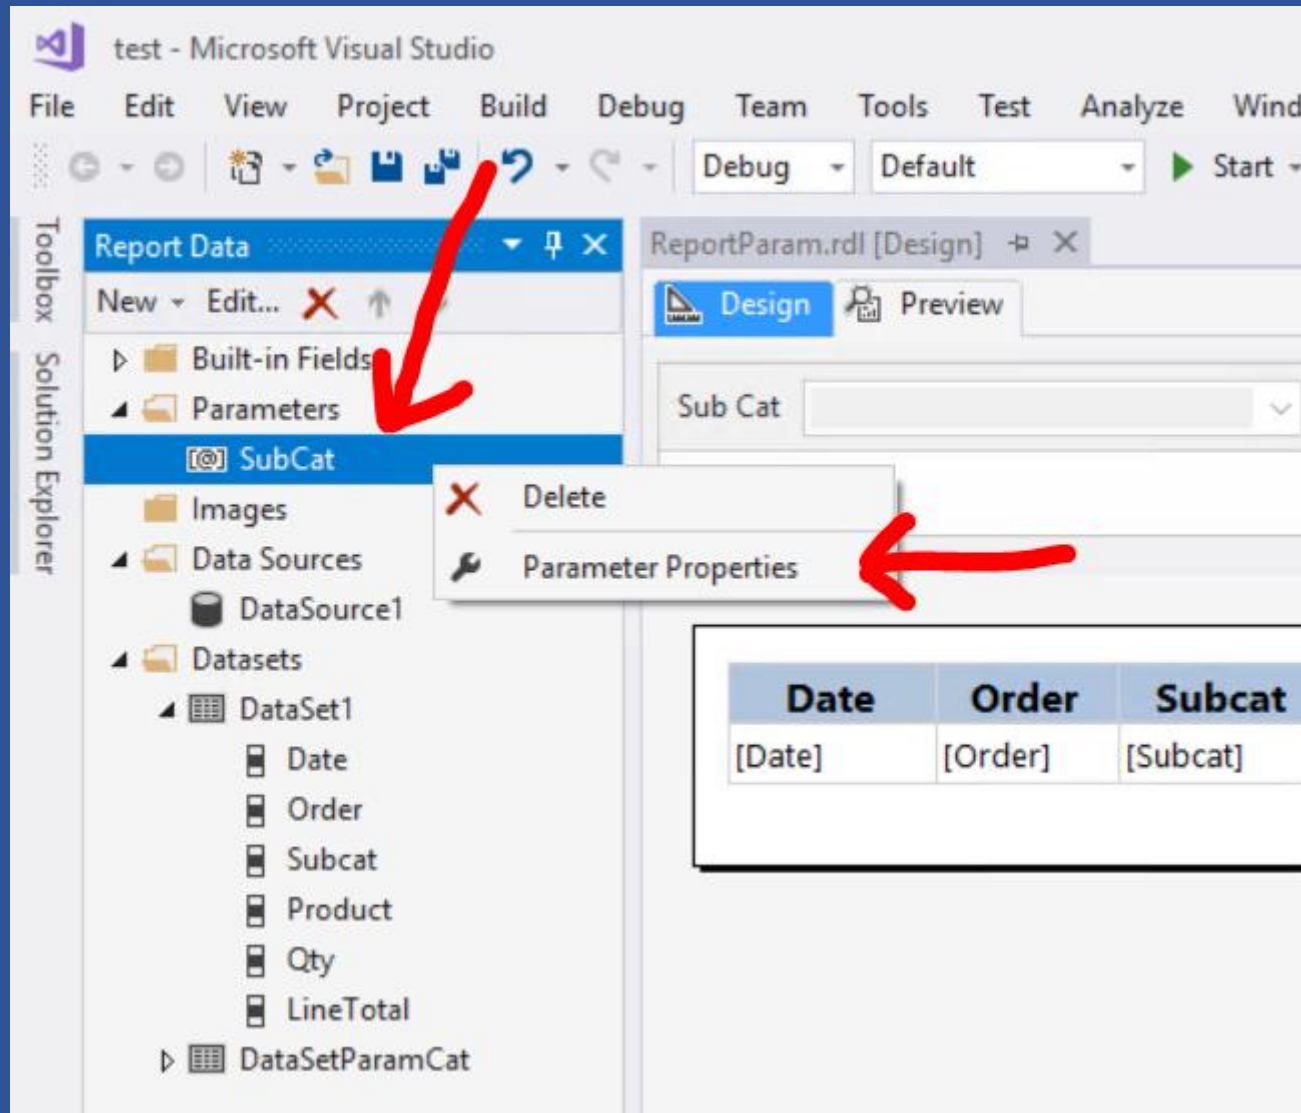 test - Microsoft Visual Studio
File Edit View Project Build Debug Team Tools Test Analyze Wind
Debug Default Start
Toolbox
Solution Explorer
Report Data
New Edit...
Built-in Fields
Parameters
[@] SubCat
Images
Data Sources
DataSource1
Datasets
DataSet1
Date
Order
Subcat
Product
Qty
LineTotal
DataSetParamCat
Delete
Parameter Properties
ReportParam.rdl [Design]
Design Preview
Sub Cat
Date Order Subcat
[Date] [Order] [Subcat]